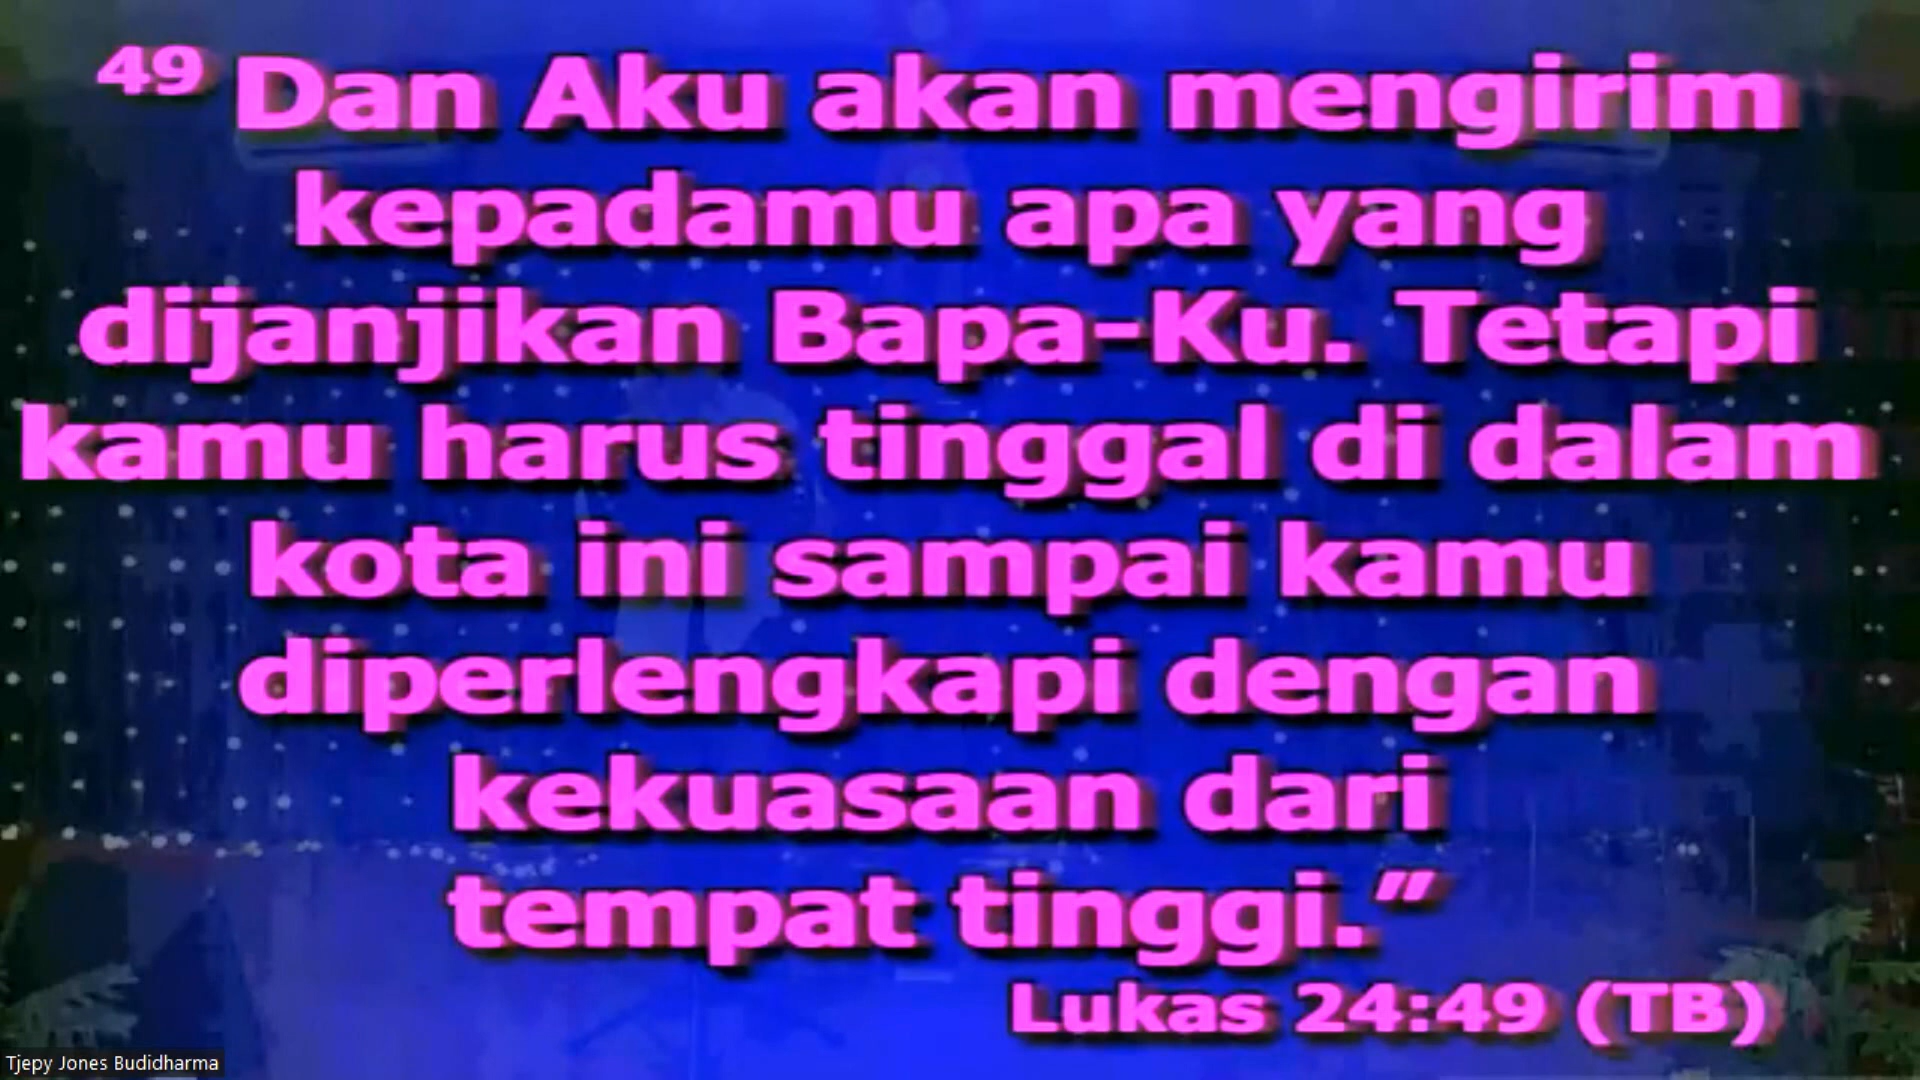 49 Dan Aku akan mengirim
kepadamu apa yang
dijanjikan Bapa-Ku. Tetapi
kamu harus tinggal di dalam
kota ini sampai kamu
diperlengkapi dengan
kekuasaan dari
tempat tinggi.”
Lukas 24:49 (TB)
Tjepy Jones Budidharma